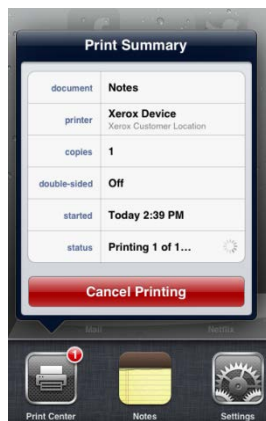 Print Summary
document Notes
printer Xerox Device
Xerox Customer Location
copies 1
double-sided Off
started Today 2:39 PM
status Printing 1 of 1...
Cancel Printing
Mail Netflix
1
Print Center Notes Settings